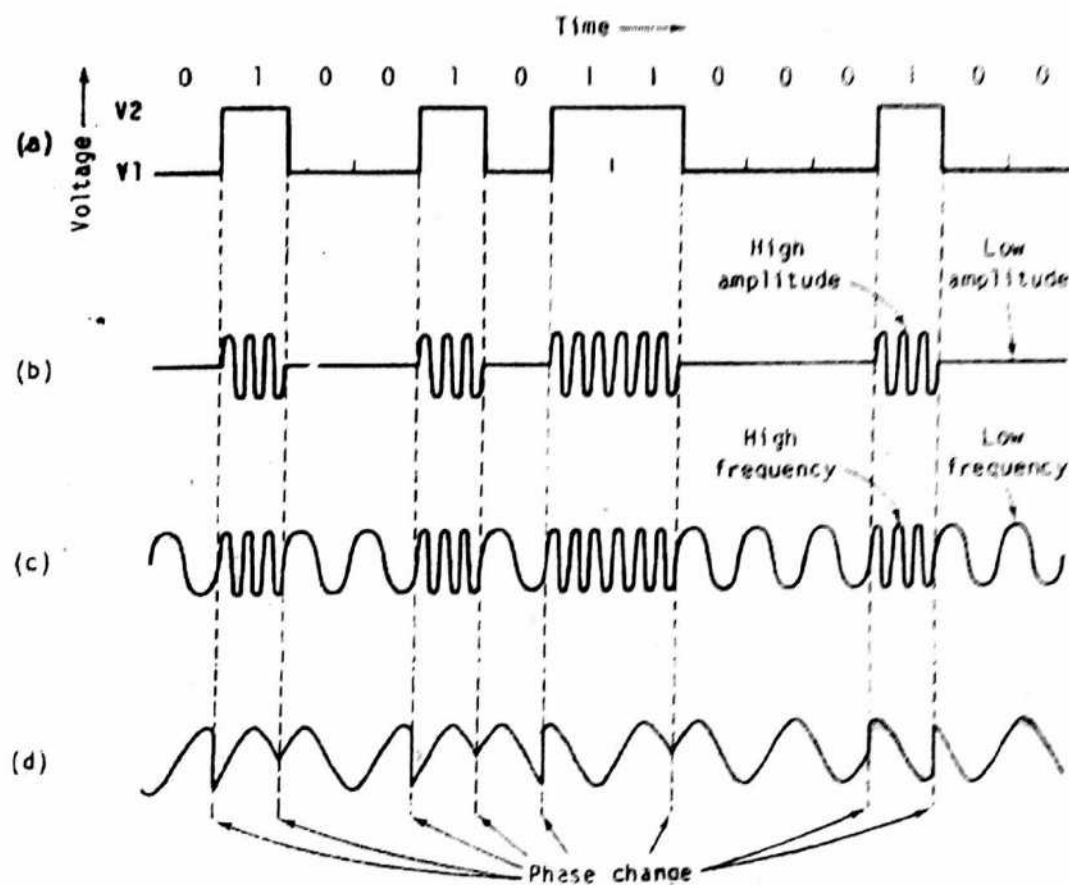 Time
0 1 0 0 1 0 1 1 0 0 0 1 0 0
V2
(a)
V1
Voltage
High amplitude
Low amplitude
(b)
High frequency
Low frequency
(c)
(d)
Phase change